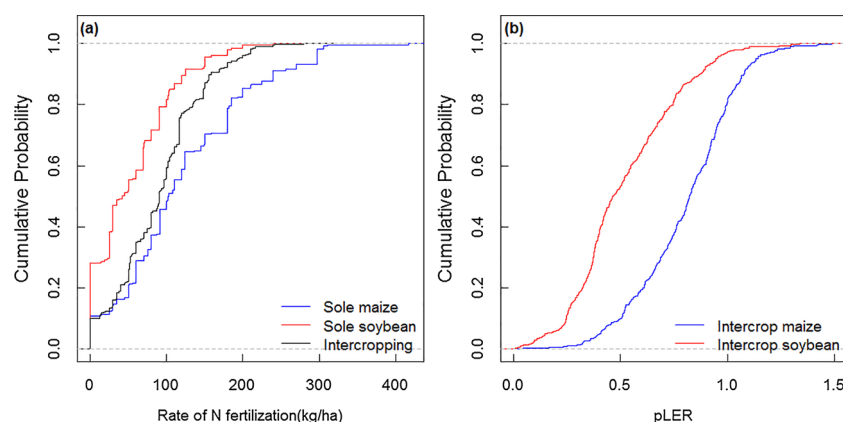 (a)
Cumulative Probability
1.0
0.8
0.6
0.4
0.2
0.0
Sole maize
Sole soybean
Intercropping
0 100 200 300 400
Rate of N fertilization(kg/ha)
(b)
Cumulative Probability
1.0
0.8
0.6
0.4
0.2
0.0
Intercrop maize
Intercrop soybean
0.0 0.5 1.0 1.5
pLER